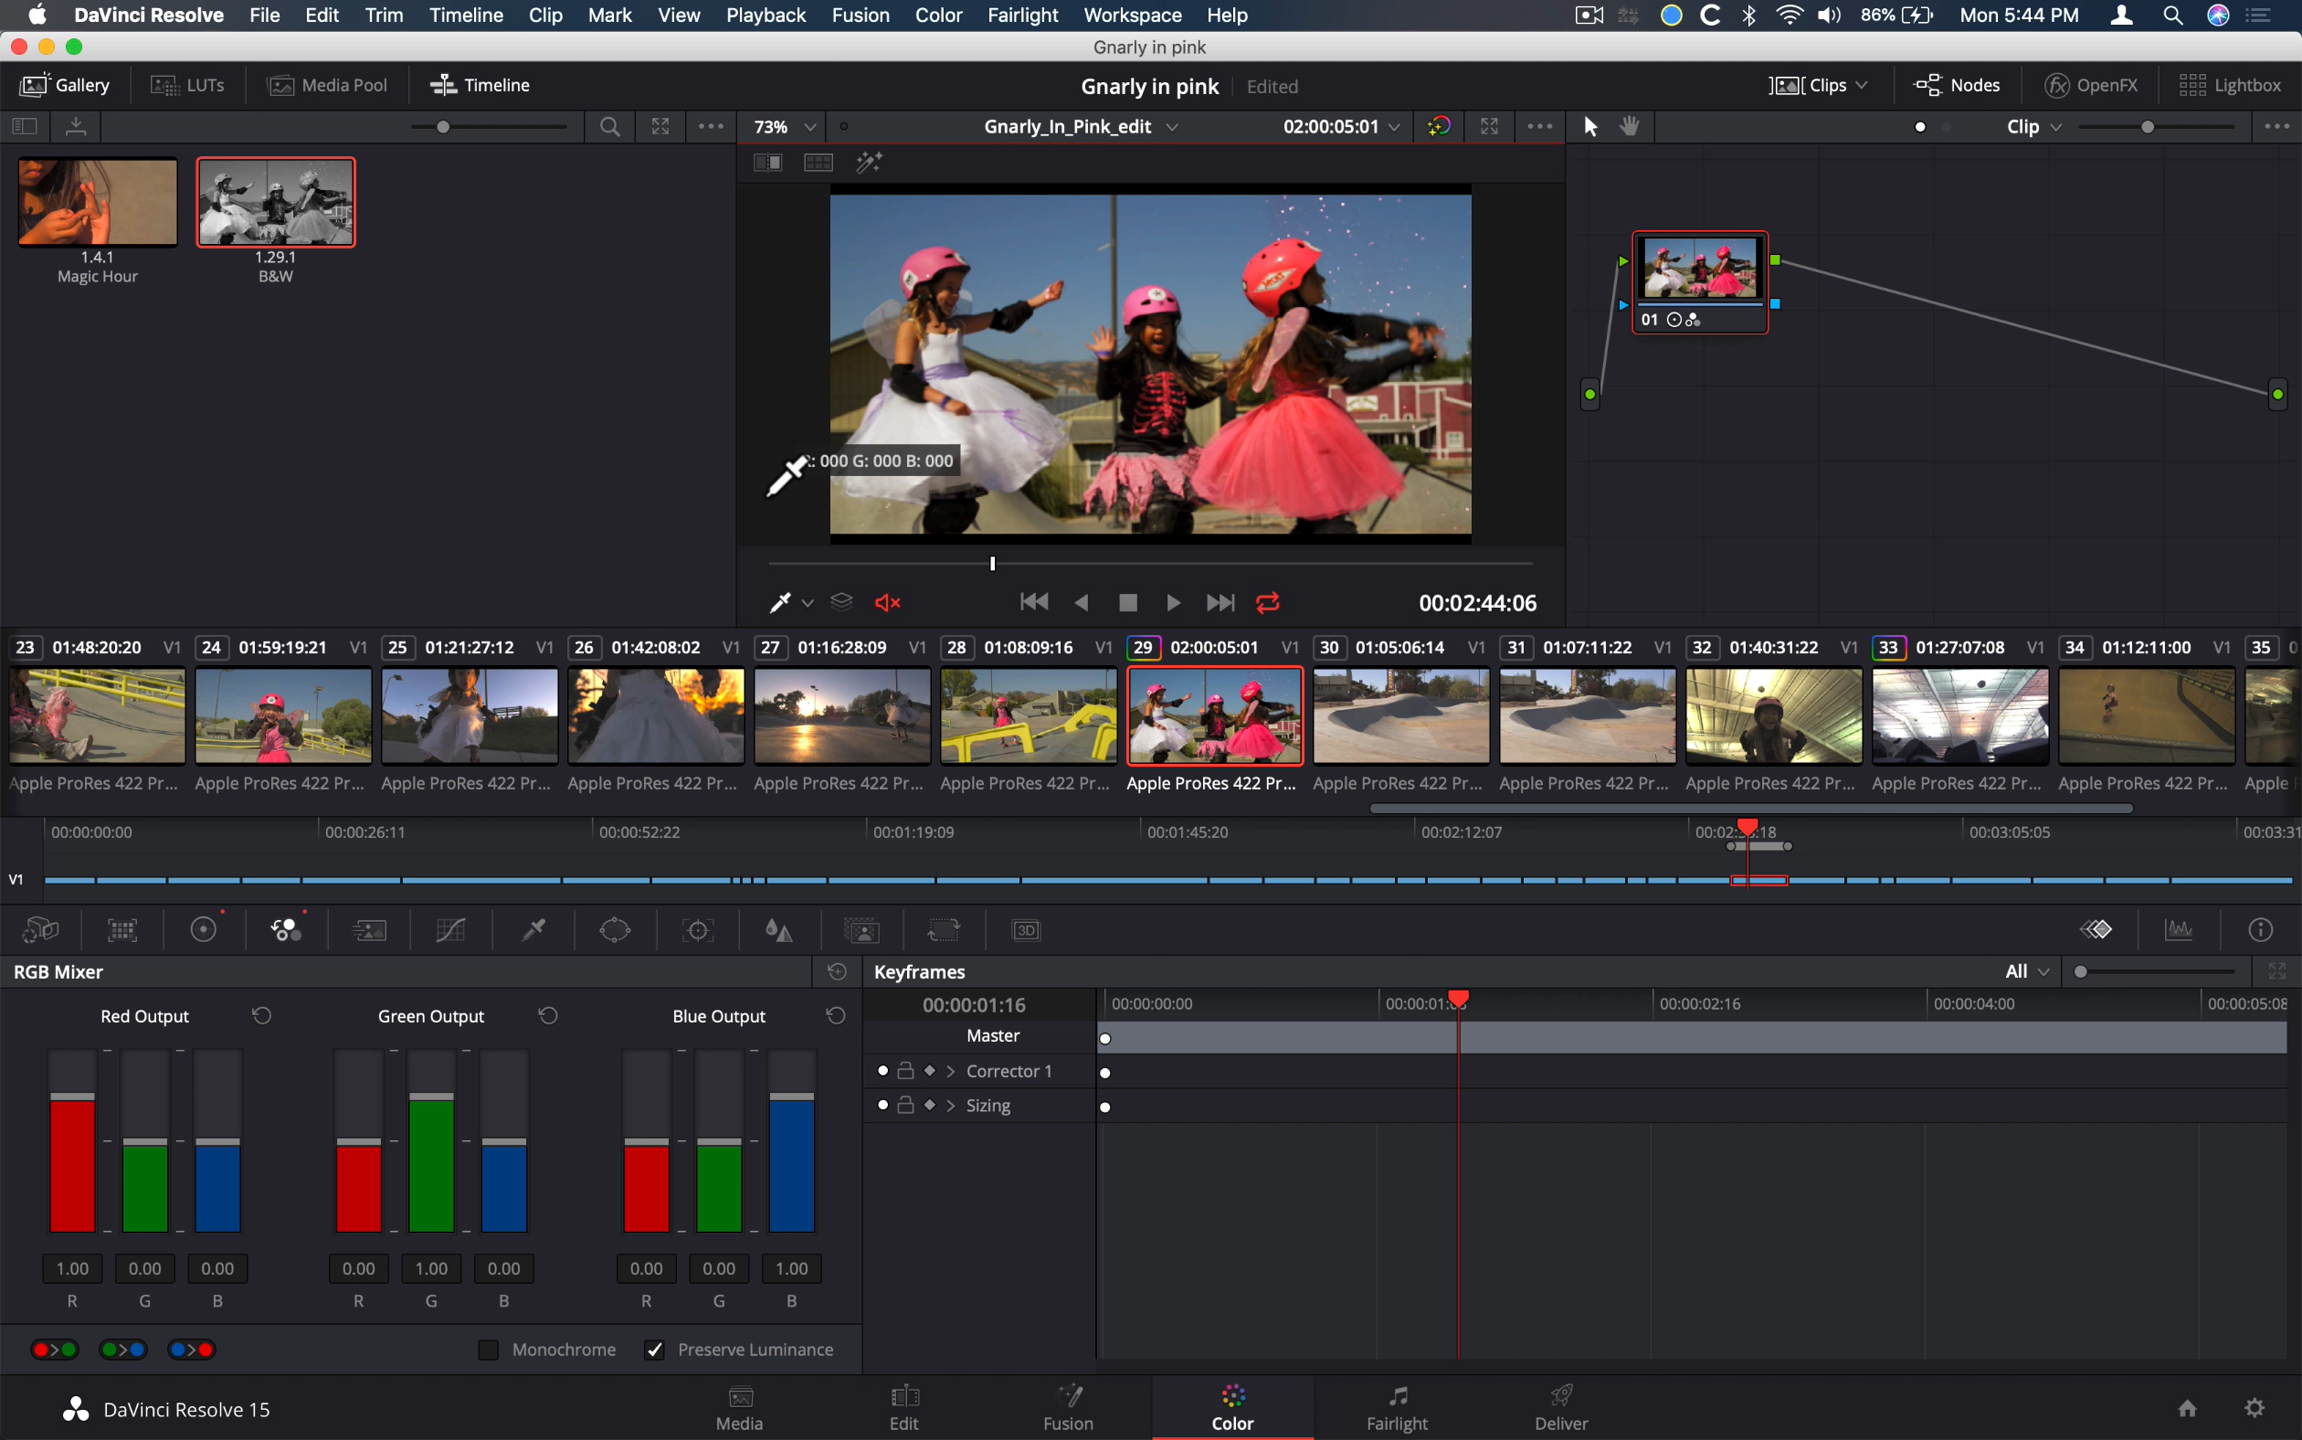 DaVinci Resolve File Edit Trim Timeline Clip Mark View Playback Fusion Color Fairlight Workspace Help 86% Mon 5:44 PM
Gnarly in pink
Gallery LUTs Media Pool Timeline Gnarly in pink Edited Clips Nodes OpenFX Lightbox
73% Gnarly_In_Pink_edit 02:00:05:01 Clip
1.4.1
Magic Hour
1.29.1
B&W
: 000 G: 000 B: 000
01
00:02:44:06
23 01:48:20:20 V1 24 01:59:19:21 V1 25 01:21:27:12 V1 26 01:42:08:02 V1 27 01:16:28:09 V1 28 01:08:09:16 V1 29 02:00:05:01 V1 30 01:05:06:14 V1 31 01:07:11:22 V1 32 01:40:31:22 V1 33 01:27:07:08 V1 34 01:12:11:00 V1 35 0
Apple ProRes 422 Pr... Apple ProRes 422 Pr... Apple ProRes 422 Pr... Apple ProRes 422 Pr... Apple ProRes 422 Pr... Apple ProRes 422 Pr... Apple ProRes 422 Pr... Apple ProRes 422 Pr... Apple ProRes 422 Pr... Apple ProRes 422 Pr... Apple ProRes 422 Pr... Apple ProRes 422 Pr... Apple
00:00:00:00 00:00:26:11 00:00:52:22 00:01:19:09 00:01:45:20 00:02:12:07 00:03:05:05 00:03:31
V1
3D
RGB Mixer Keyframes All
Red Output Green Output Blue Output
00:00:01:16 00:00:00:00 00:00:02:16 00:00:04:00 00:00:05:08
Master
Corrector 1
Sizing
1.00 0.00 0.00 0.00 1.00 0.00 0.00 0.00 1.00
R G B R G B R G B
Monochrome Preserve Luminance
DaVinci Resolve 15
Media Edit Fusion Color Fairlight Deliver